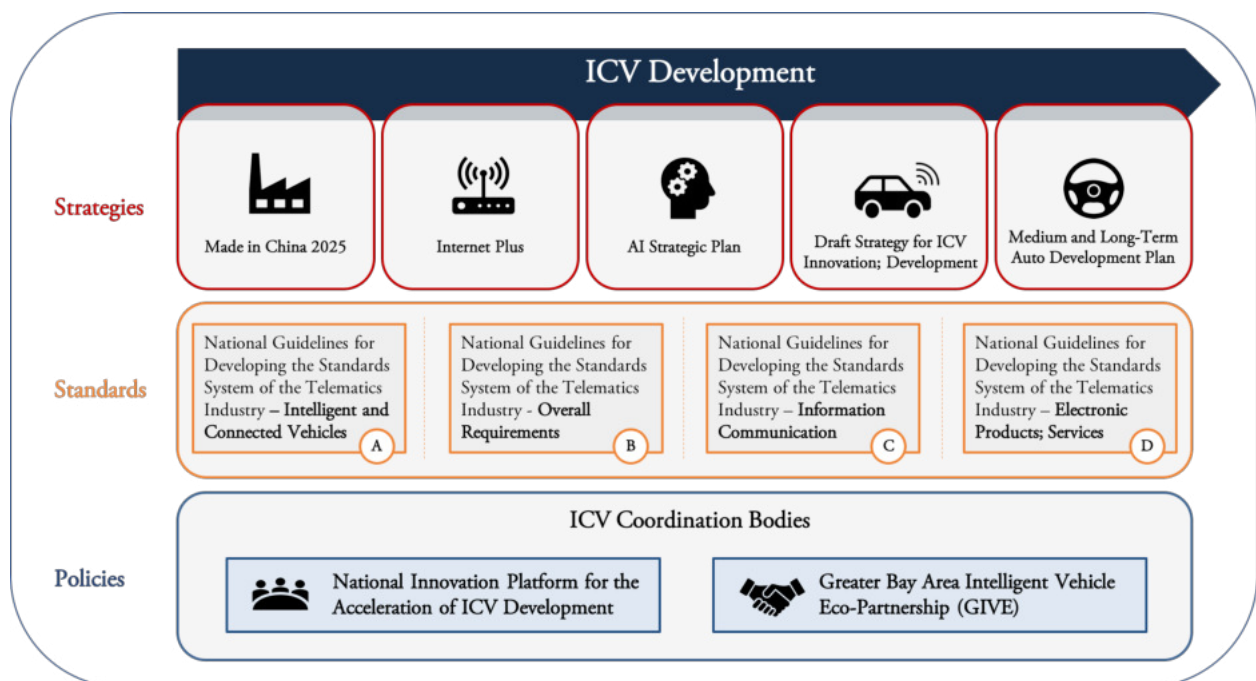 ICV Development
Strategies
Made in China 2025
Internet Plus
AI Strategic Plan
Draft Strategy for ICV
Innovation; Development
Medium and Long-Term
Auto Development Plan
Standards
National Guidelines for
Developing the Standards
System of the Telematics
Industry – Intelligent and
Connected Vehicles
A
National Guidelines for
Developing the Standards
System of the Telematics
Industry - Overall
Requirements
B
National Guidelines for
Developing the Standards
System of the Telematics
Industry – Information
Communication
C
National Guidelines for
Developing the Standards
System of the Telematics
Industry – Electronic
Products; Services
D
Policies
ICV Coordination Bodies
National Innovation Platform for the
Acceleration of ICV Development
Greater Bay Area Intelligent Vehicle
Eco-Partnership (GIVE)